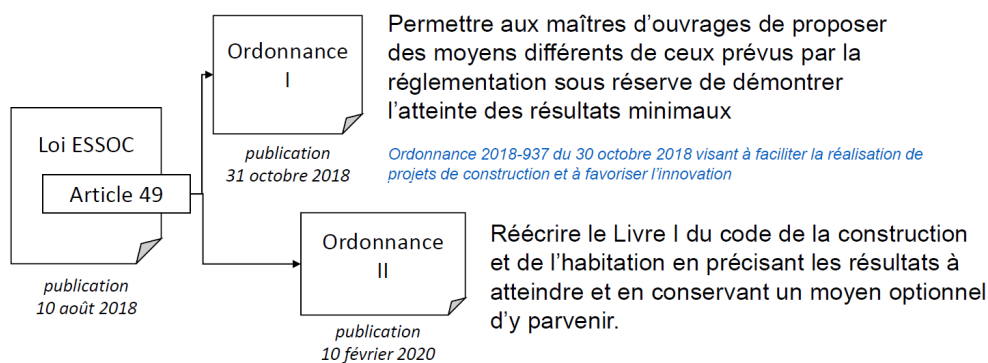 Loi ESSOC
Article 49
publication
10 août 2018
Ordonnance
I
publication
31 octobre 2018
Permettre aux maîtres d’ouvrages de proposer
des moyens différents de ceux prévus par la
réglementation sous réserve de démontrer
l’atteinte des résultats minimaux
Ordonnance 2018-937 du 30 octobre 2018 visant à faciliter la réalisation de
projets de construction et à favoriser l’innovation
Ordonnance
II
publication
10 février 2020
Réécrire le Livre I du code de la construction
et de l’habitation en précisant les résultats à
atteindre et en conservant un moyen optionnel
d’y parvenir.